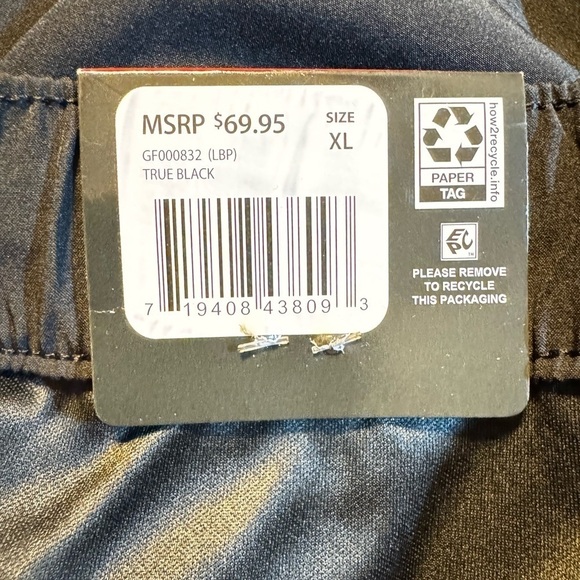 MSRP $69.95
SIZE
XL
GF000832 (LBP)
TRUE BLACK
7 19408 43809 3
how2recycle.info
PAPER
TAG
EPC
PLEASE REMOVE
TO RECYCLE
THIS PACKAGING